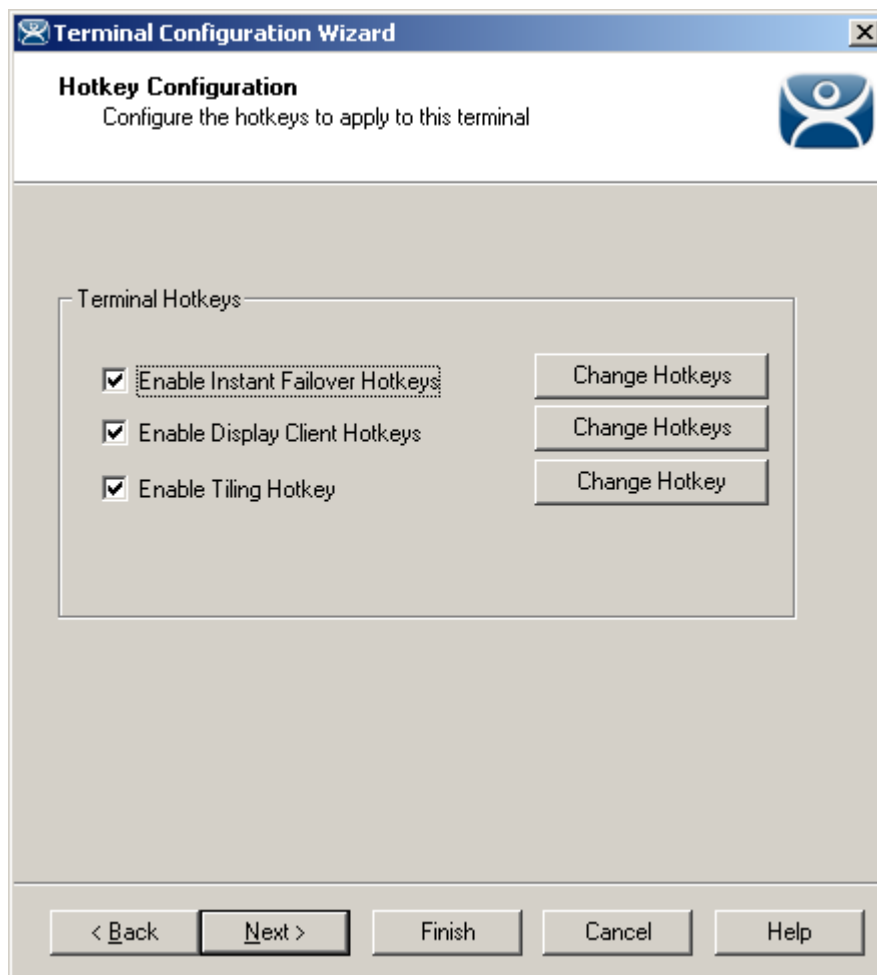 Terminal Configuration Wizard
Hotkey Configuration
Configure the hotkeys to apply to this terminal
Terminal Hotkeys
Enable Instant Failover Hotkeys Change Hotkeys
Enable Display Client Hotkeys Change Hotkeys
Enable Tiling Hotkey Change Hotkey
< Back Next > Finish Cancel Help